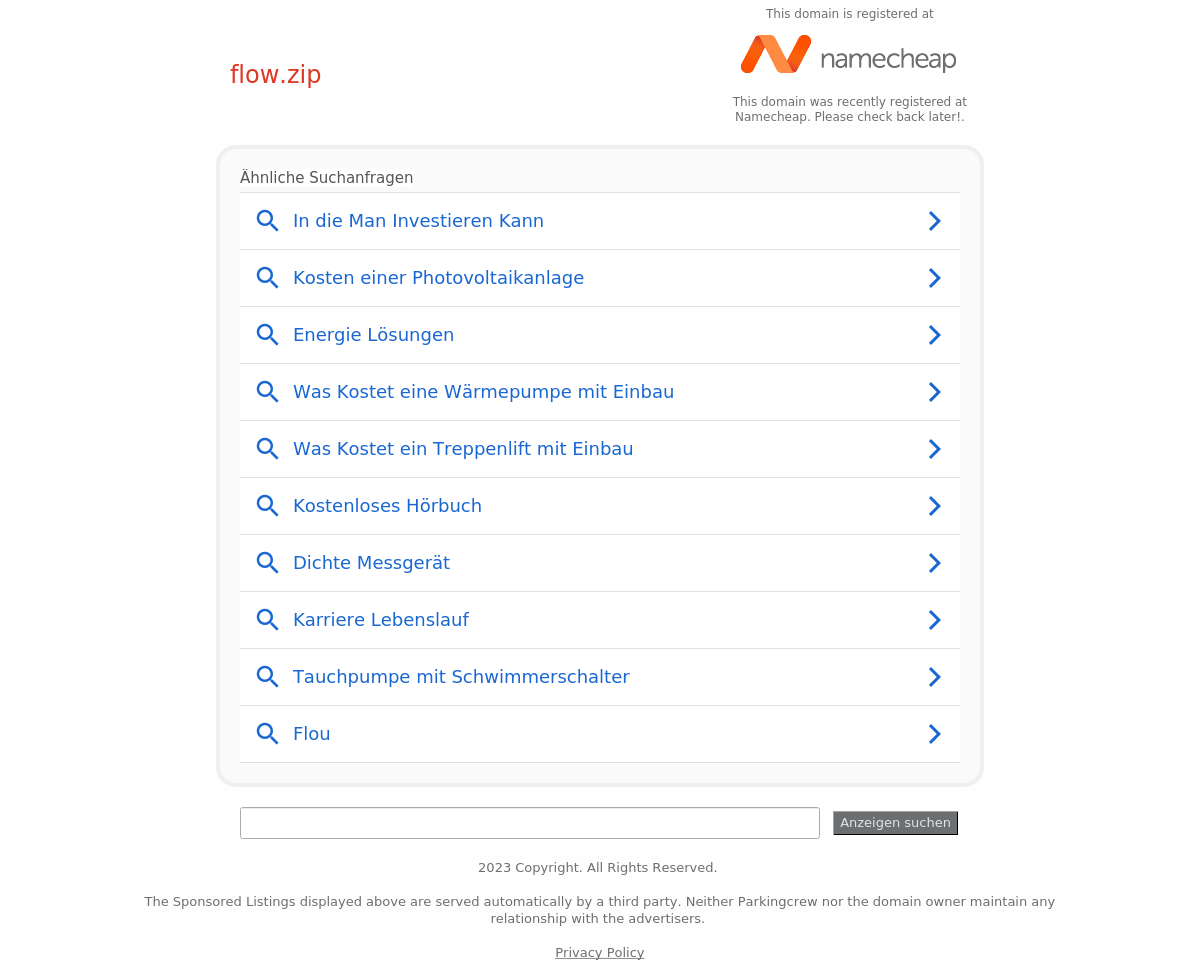 This domain is registered at
namecheap
flow.zip
This domain was recently registered at
Namecheap. Please check back later!.
Ähnliche Suchanfragen
In die Man Investieren Kann
Kosten einer Photovoltaikanlage
Energie Lösungen
Was Kostet eine Wärmepumpe mit Einbau
Was Kostet ein Treppenlift mit Einbau
Kostenloses Hörbuch
Dichte Messgerät
Karriere Lebenslauf
Tauchpumpe mit Schwimmerschalter
Flou
Anzeigen suchen
2023 Copyright. All Rights Reserved.
The Sponsored Listings displayed above are served automatically by a third party. Neither Parkingcrew nor the domain owner maintain any
relationship with the advertisers.
Privacy Policy